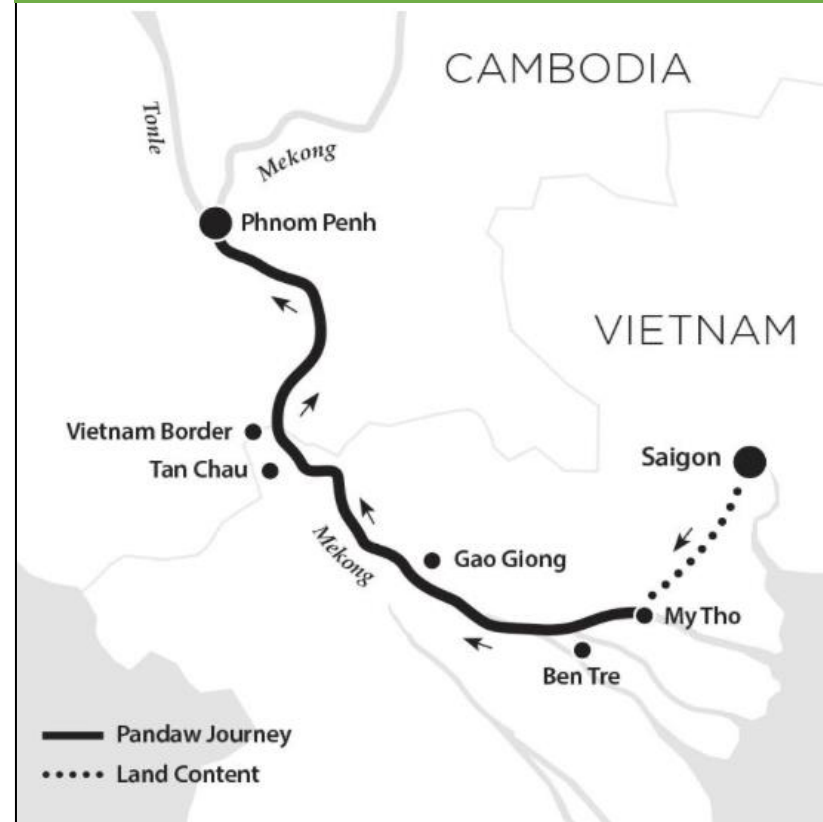 CAMBODIA
Tonle
Mekong
Phnom Penh
VIETNAM
Vietnam Border
Saigon
Tan Chau
Mekong
Gao Giong
My Tho
Ben Tre
Pandaw Journey
Land Content